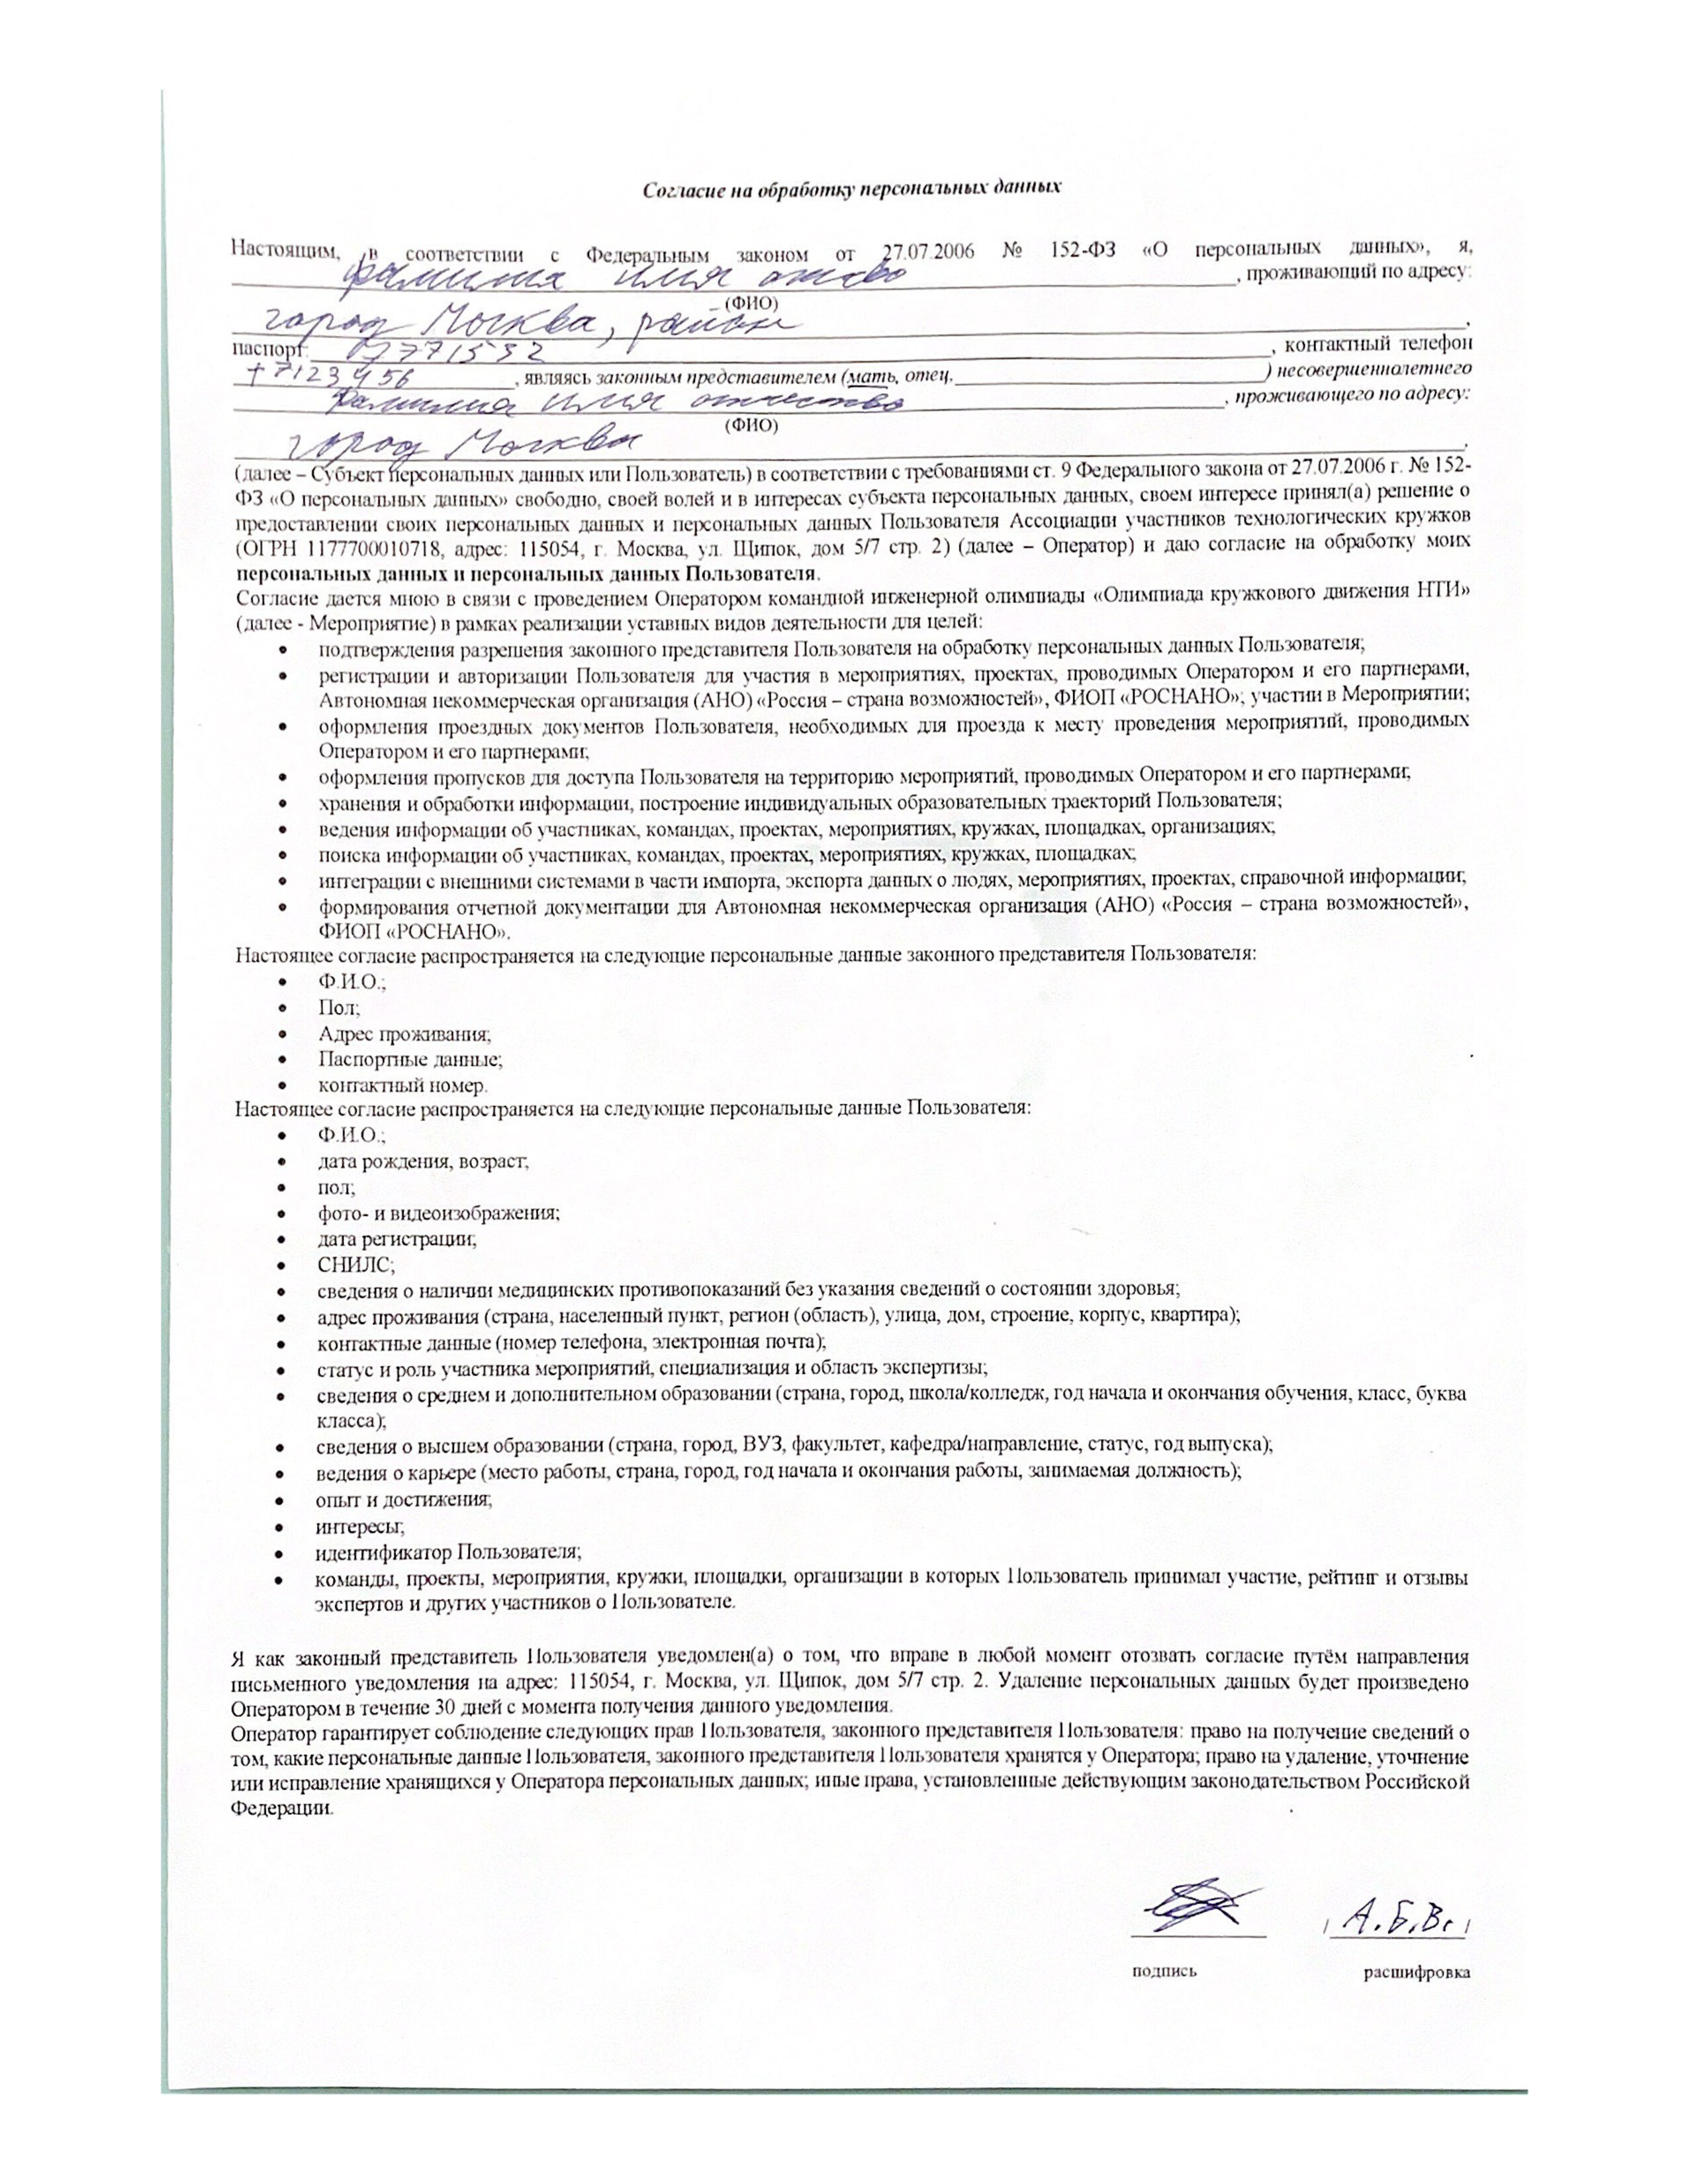 Согласие на обработку персональных данных
Настоящим, в соответствии с Федеральным законом от 27.07.2006 № 152-ФЗ «О персональных данных», я,
фамилия имя, проживающий по адресу:
(ФИО)
город Москва, район,
паспорт: , контактный телефон
+7123456, являясь законным представителем (мать, отец, ) несовершеннолетнего
фамилия имя отчество, проживающего по адресу:
(ФИО)
город Москва,
(далее – Субъект персональных данных или Пользователь) в соответствии с требованиями ст. 9 Федерального закона от 27.07.2006 г. № 152-
ФЗ «О персональных данных» свободно, своей волей и в интересах субъекта персональных данных, своем интересе принял(а) решение о
предоставлении своих персональных данных и персональных данных Пользователя Ассоциации участников технологических кружков
(ОГРН 1177700010718, адрес: 115054, г. Москва, ул. Щипок, дом 5/7 стр. 2) (далее – Оператор) и даю согласие на обработку моих
персональных данных и персональных данных Пользователя.
Согласие дается мною в связи с проведением Оператором командной инженерной олимпиады «Олимпиада кружкового движения НТИ»
(далее - Мероприятие) в рамках реализации уставных видов деятельности для целей:
• подтверждения разрешения законного представителя Пользователя на обработку персональных данных Пользователя;
• регистрации и авторизации Пользователя для участия в мероприятиях, проектах, проводимых Оператором и его партнерами,
Автономная некоммерческая организация (АНО) «Россия – страна возможностей», ФИОП «РОСНАНО»; участии в Мероприятии;
• оформления проездных документов Пользователя, необходимых для проезда к месту проведения мероприятий, проводимых
Оператором и его партнерами;
• оформления пропусков для доступа Пользователя на территорию мероприятий, проводимых Оператором и его партнерами;
• хранения и обработки информации, построение индивидуальных образовательных траекторий Пользователя;
• ведения информации об участниках, командах, проектах, мероприятиях, кружках, площадках, организациях;
• поиска информации об участниках, командах, проектах, мероприятиях, кружках, площадках;
• интеграции с внешними системами в части импорта, экспорта данных о людях, мероприятиях, проектах, справочной информации;
• формирования отчетной документации для Автономная некоммерческая организация (АНО) «Россия – страна возможностей»,
ФИОП «РОСНАНО».
Настоящее согласие распространяется на следующие персональные данные законного представителя Пользователя:
• Ф.И.О.;
• Пол;
• Адрес проживания;
• Паспортные данные;
• контактный номер.
Настоящее согласие распространяется на следующие персональные данные Пользователя:
• Ф.И.О.;
• дата рождения, возраст;
• пол;
• фото- и видеоизображения;
• дата регистрации;
• СНИЛС;
• сведения о наличии медицинских противопоказаний без указания сведений о состоянии здоровья;
• адрес проживания (страна, населенный пункт, регион (область), улица, дом, строение, корпус, квартира);
• контактные данные (номер телефона, электронная почта);
• статус и роль участника мероприятий, специализация и область экспертизы;
• сведения о среднем и дополнительном образовании (страна, город, школа/колледж, год начала и окончания обучения, класс, буква
класса);
• сведения о высшем образовании (страна, город, ВУЗ, факультет, кафедра/направление, статус, год выпуска);
• ведения о карьере (место работы, страна, город, год начала и окончания работы, занимаемая должность);
• опыт и достижения;
• интересы;
• идентификатор Пользователя;
• команды, проекты, мероприятия, кружки, площадки, организации в которых Пользователь принимал участие, рейтинг и отзывы
экспертов и других участников о Пользователе.
Я как законный представитель Пользователя уведомлен(а) о том, что вправе в любой момент отозвать согласие путём направления
письменного уведомления на адрес: 115054, г. Москва, ул. Щипок, дом 5/7 стр. 2. Удаление персональных данных будет произведено
Оператором в течение 30 дней с момента получения данного уведомления.
Оператор гарантирует соблюдение следующих прав Пользователя, законного представителя Пользователя: право на получение сведений о
том, какие персональные данные Пользователя, законного представителя Пользователя хранятся у Оператора; право на удаление, уточнение
или исправление хранящихся у Оператора персональных данных; иные права, установленные действующим законодательством Российской
Федерации.
/ А.Б.В. /
подпись расшифровка